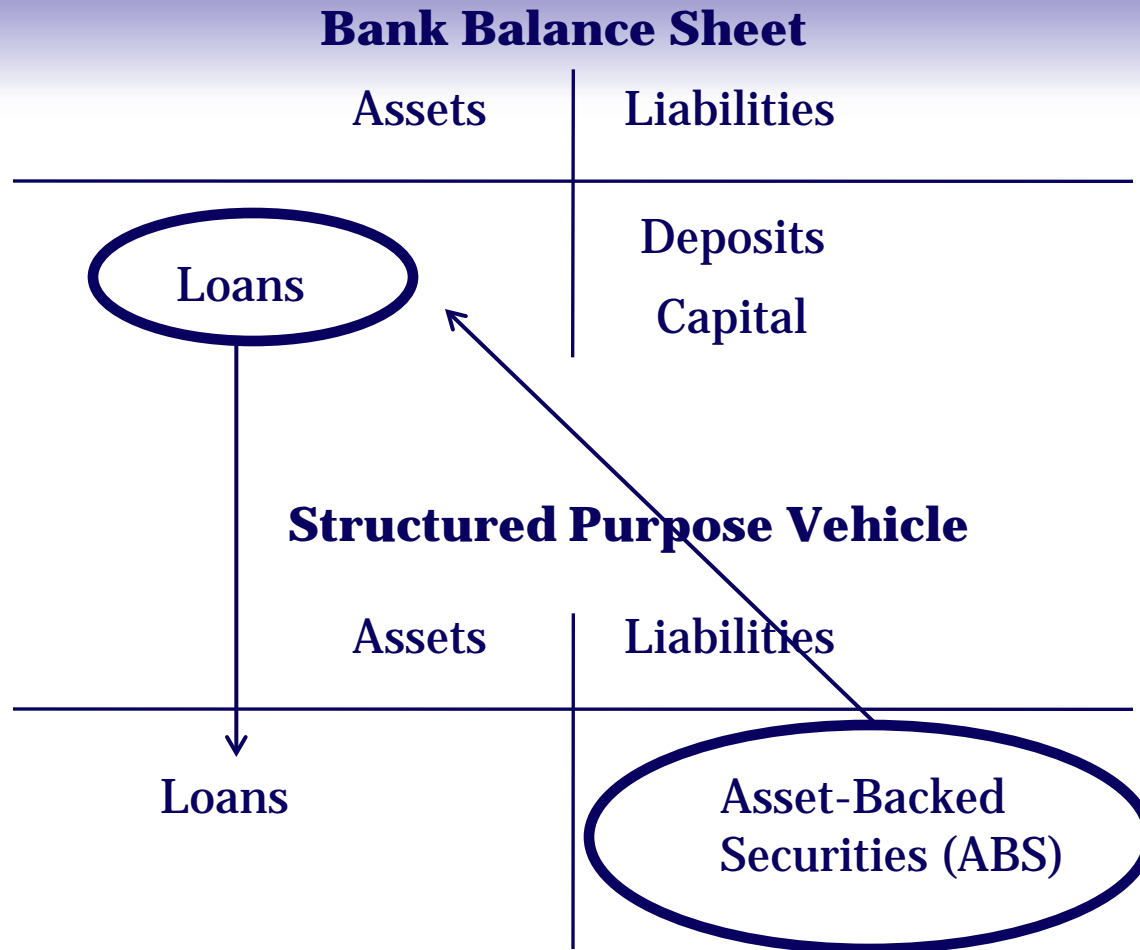 Bank Balance Sheet
Assets Liabilities
Loans
Deposits
Capital
Structured Purpose Vehicle
Assets Liabilities
Loans
Asset-Backed
Securities (ABS)